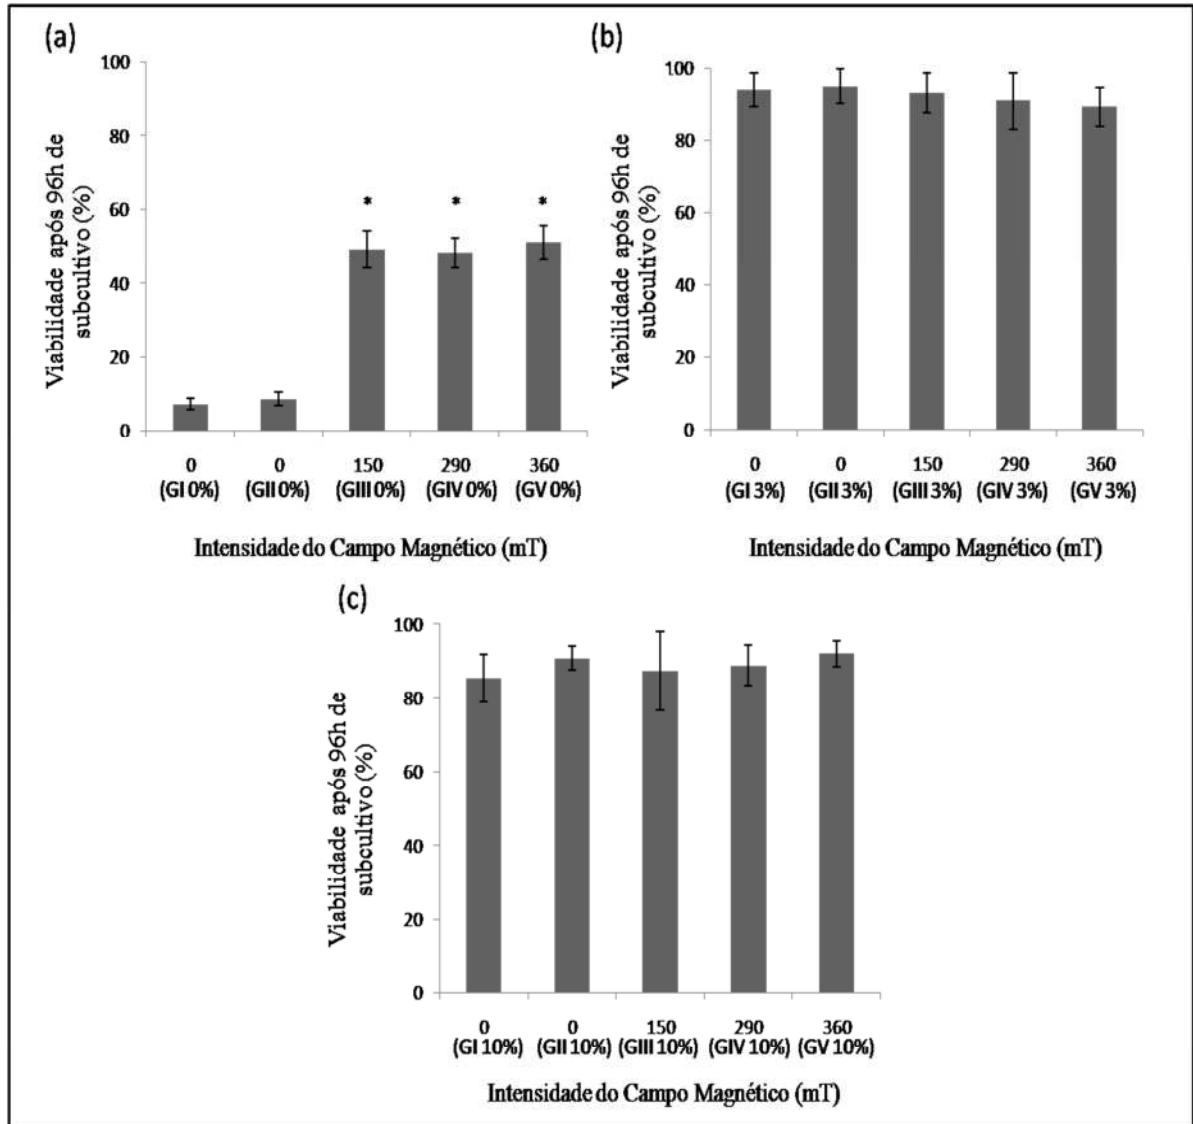 (a)
Viabilidade após 96h de
subcultivo (%)
100
80
60
40
20
0
* * *
0 0 150 290 360
(GI 0%) (GII 0%) (GIII 0%) (GIV 0%) (GV 0%)
Intensidade do Campo Magnético (mT)
(b)
Viabilidade após 96h de
subcultivo (%)
100
80
60
40
20
0
0 0 150 290 360
(GI 3%) (GII 3%) (GIII 3%) (GIV 3%) (GV 3%)
Intensidade do Campo Magnético (mT)
(c)
Viabilidade após 96h de
subcultivo (%)
100
80
60
40
20
0
0 0 150 290 360
(GI 10%) (GII 10%) (GIII 10%) (GIV 10%) (GV 10%)
Intensidade do Campo Magnético (mT)